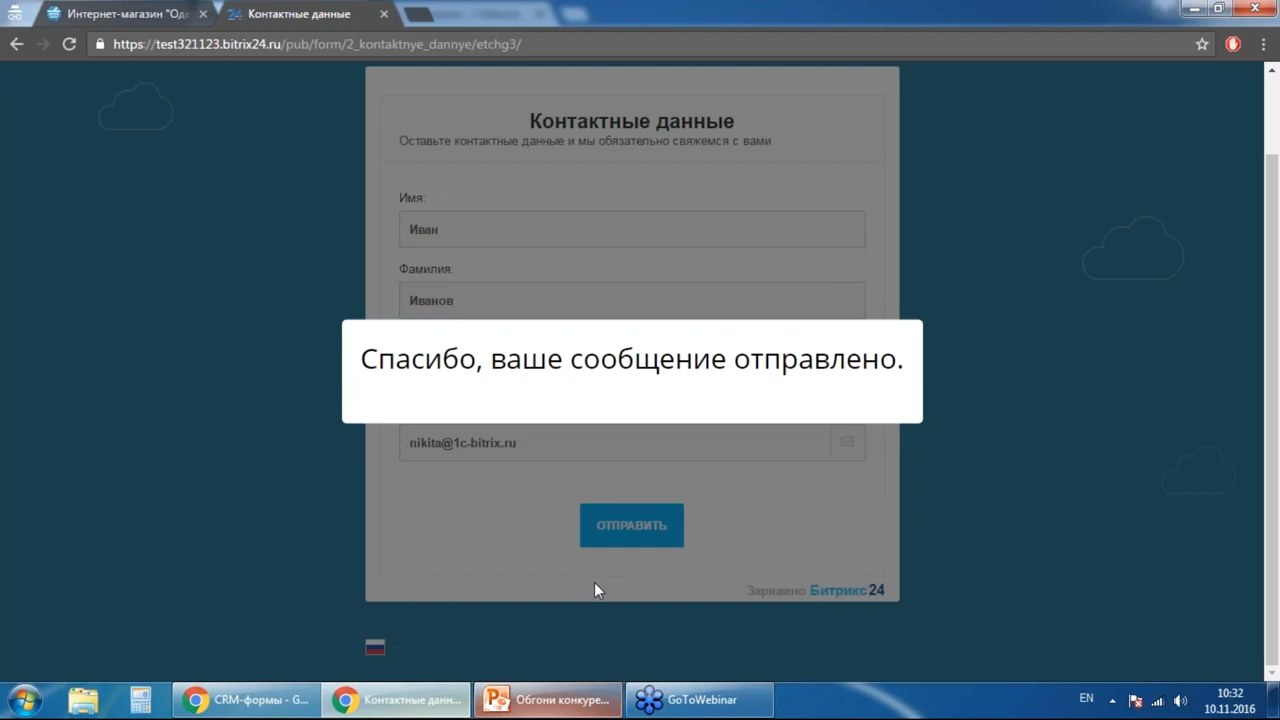 Интернет-магазин "Од
Контактные данные
https://test321123.bitrix24.ru/pub/form/2_kontaktnye_dannye/etchg3/
Контактные данные
Оставьте контактные данные и мы обязательно свяжемся с вами
Имя:
Иван
Фамилия:
Иванов
Спасибо, ваше сообщение отправлено.
nikita@1c-bitrix.ru
ОТПРАВИТЬ
Заряжено Битрикс24
CRM-формы - G...
Контактные данн...
Обгони конкуре...
GoToWebinar
EN
10:32
10.11.2016